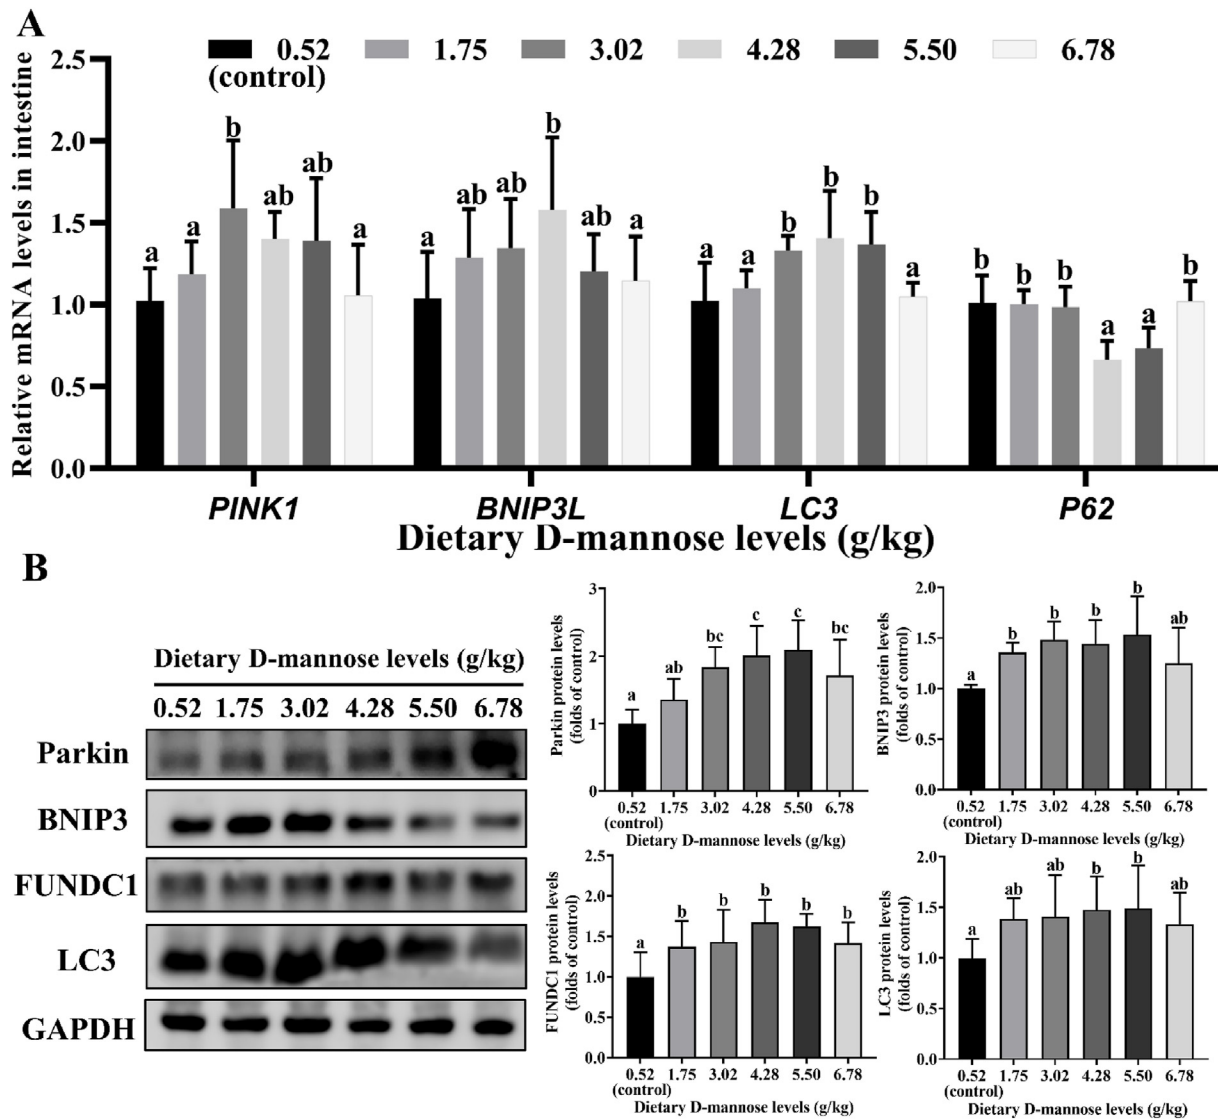 A
0.52 1.75 3.02 4.28 5.50 6.78
(control)
Relative mRNA levels in intestine
2.5
2.0
1.5
1.0
0.5
0.0
a a b ab ab a
a ab ab b ab a
a a b b b a
b b b a a b
PINK1 BNIP3L LC3 P62
Dietary D-mannose levels (g/kg)
B
Dietary D-mannose levels (g/kg)
0.52 1.75 3.02 4.28 5.50 6.78
Parkin
BNIP3
FUNDC1
LC3
GAPDH
Parkin protein levels
(folds of control)
3
2
1
0
a ab bc c c bc
0.52 1.75 3.02 4.28 5.50 6.78
(control)
Dietary D-mannose levels (g/kg)
BNIP3 protein levels
(folds of control)
2.0
1.5
1.0
0.5
0.0
a b b b b ab
0.52 1.75 3.02 4.28 5.50 6.78
(control)
Dietary D-mannose levels (g/kg)
FUNDC1 protein levels
(folds of control)
2.5
2.0
1.5
1.0
0.5
0.0
a b b b b b
0.52 1.75 3.02 4.28 5.50 6.78
(control)
Dietary D-mannose levels (g/kg)
LC3 protein levels
(folds of control)
2.0
1.5
1.0
0.5
0.0
a ab ab b b ab
0.52 1.75 3.02 4.28 5.50 6.78
(control)
Dietary D-mannose levels (g/kg)